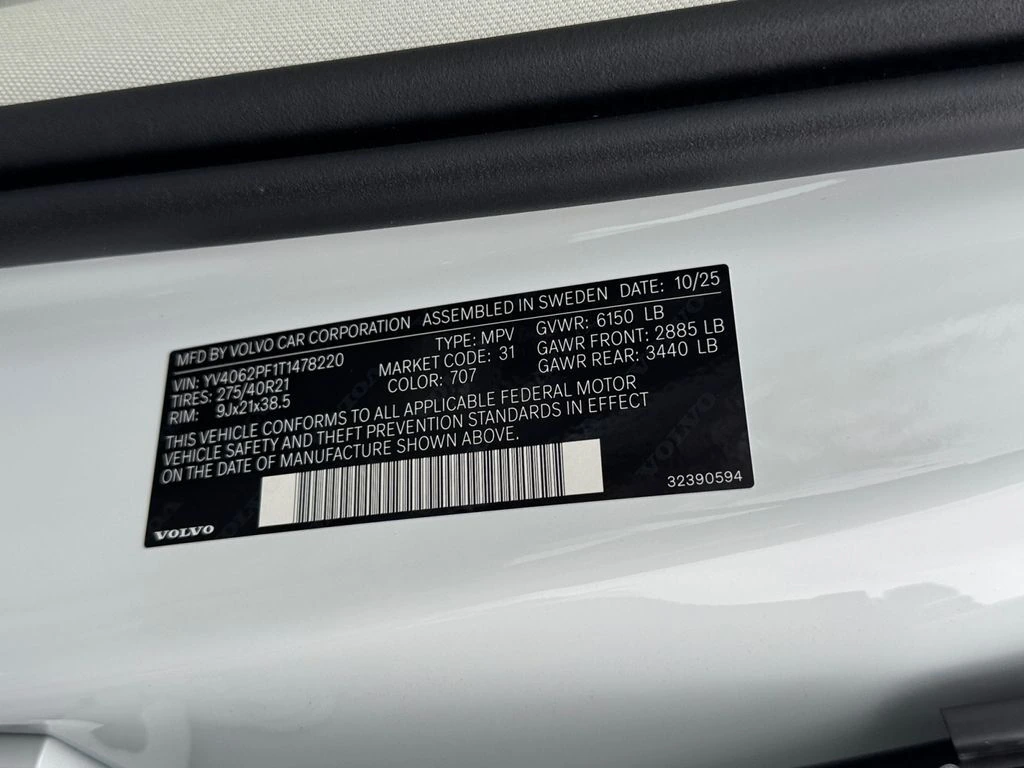 MFD BY VOLVO CAR CORPORATION ASSEMBLED IN SWEDEN DATE: 10/25
VIN: YV4062PF1T1478220 TYPE: MPV GVWR: 6150 LB
TIRES: 275/40R21 MARKET CODE: 31 GAWR FRONT: 2885 LB
RIM: 9Jx21x38.5 COLOR: 707 GAWR REAR: 3440 LB
THIS VEHICLE CONFORMS TO ALL APPLICABLE FEDERAL MOTOR
VEHICLE SAFETY AND THEFT PREVENTION STANDARDS IN EFFECT
ON THE DATE OF MANUFACTURE SHOWN ABOVE.
VOLVO 32390594